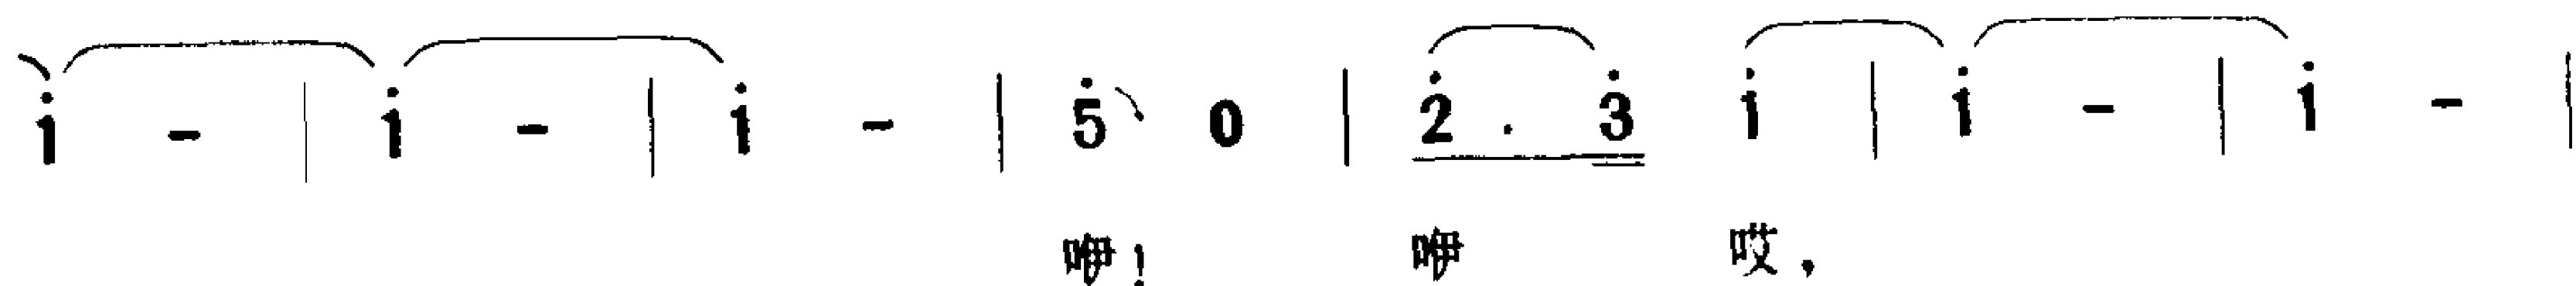 i̇ - | i̇ - | i̇ - | 5̇ 0 | 2̇ . 3̇ i̇ | i̇ - | i̇ - |
咿! 咿 哎，